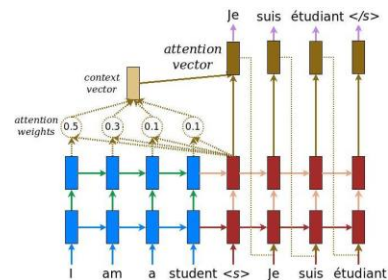 Je suis étudiant </s>
attention
vector
context
vector
attention
weights
0.5 0.3 0.1 0.1
I am a student <s> Je suis étudiant